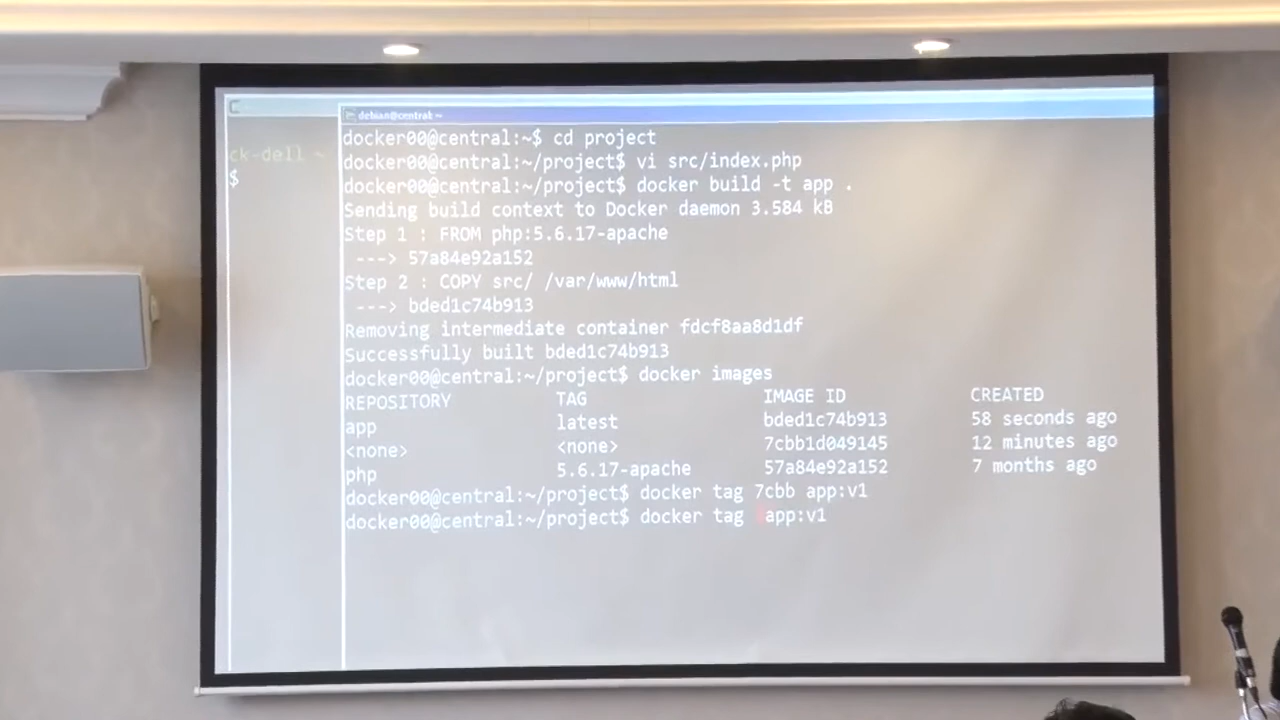 debian@central: ~
ck-dell ~
$
docker00@central:~$ cd project
docker00@central:~/project$ vi src/index.php
docker00@central:~/project$ docker build -t app .
Sending build context to Docker daemon 3.584 kB
Step 1 : FROM php:5.6.17-apache
---> 57a84e92a152
Step 2 : COPY src/ /var/www/html
---> bded1c74b913
Removing intermediate container fdcf8aa8d1df
Successfully built bded1c74b913
docker00@central:~/project$ docker images
REPOSITORY TAG IMAGE ID CREATED
app latest bded1c74b913 58 seconds ago
<none> <none> 7cbb1d049145 12 minutes ago
php 5.6.17-apache 57a84e92a152 7 months ago
docker00@central:~/project$ docker tag 7cbb app:v1
docker00@central:~/project$ docker tag app:v1